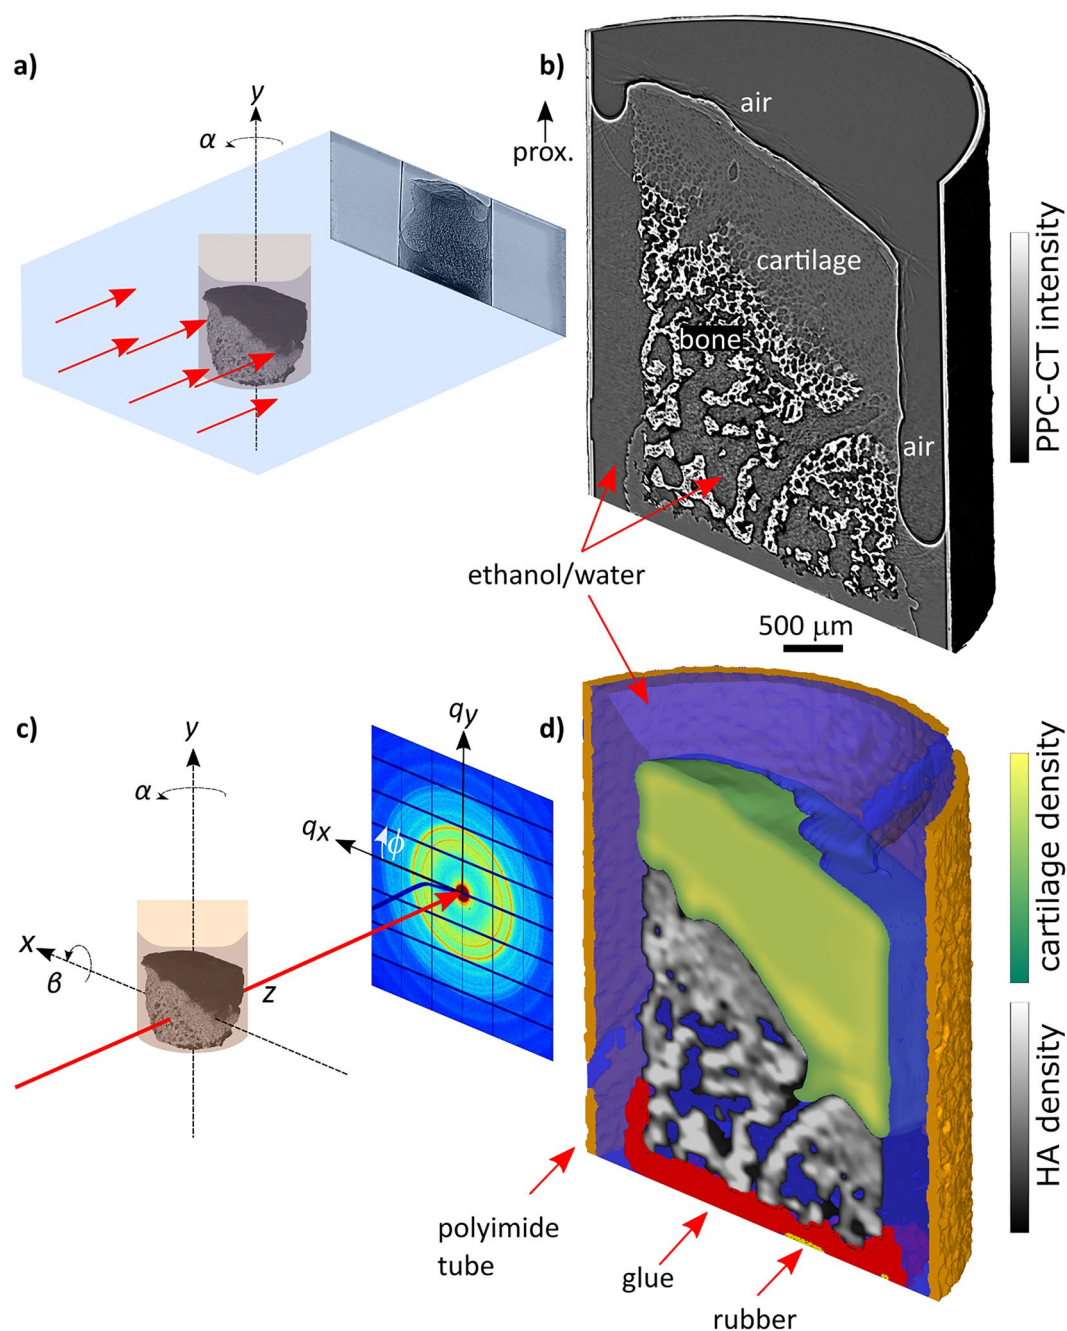 a)
y
α
b)
prox.
air
cartilage
bone
air
PPC-CT intensity
ethanol/water
500 μm
c)
y
α
x
β
z
qy
qx
ϕ
d)
cartilage density
HA density
polyimide
tube
glue
rubber